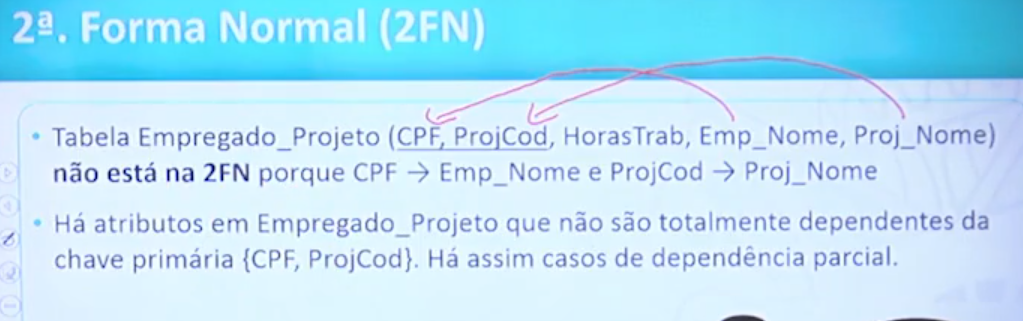 2ª. Forma Normal (2FN)
• Tabela Empregado_Projeto (CPF, ProjCod, HorasTrab, Emp_Nome, Proj_Nome)
não está na 2FN porque CPF → Emp_Nome e ProjCod → Proj_Nome
• Há atributos em Empregado_Projeto que não são totalmente dependentes da
chave primária {CPF, ProjCod}. Há assim casos de dependência parcial.